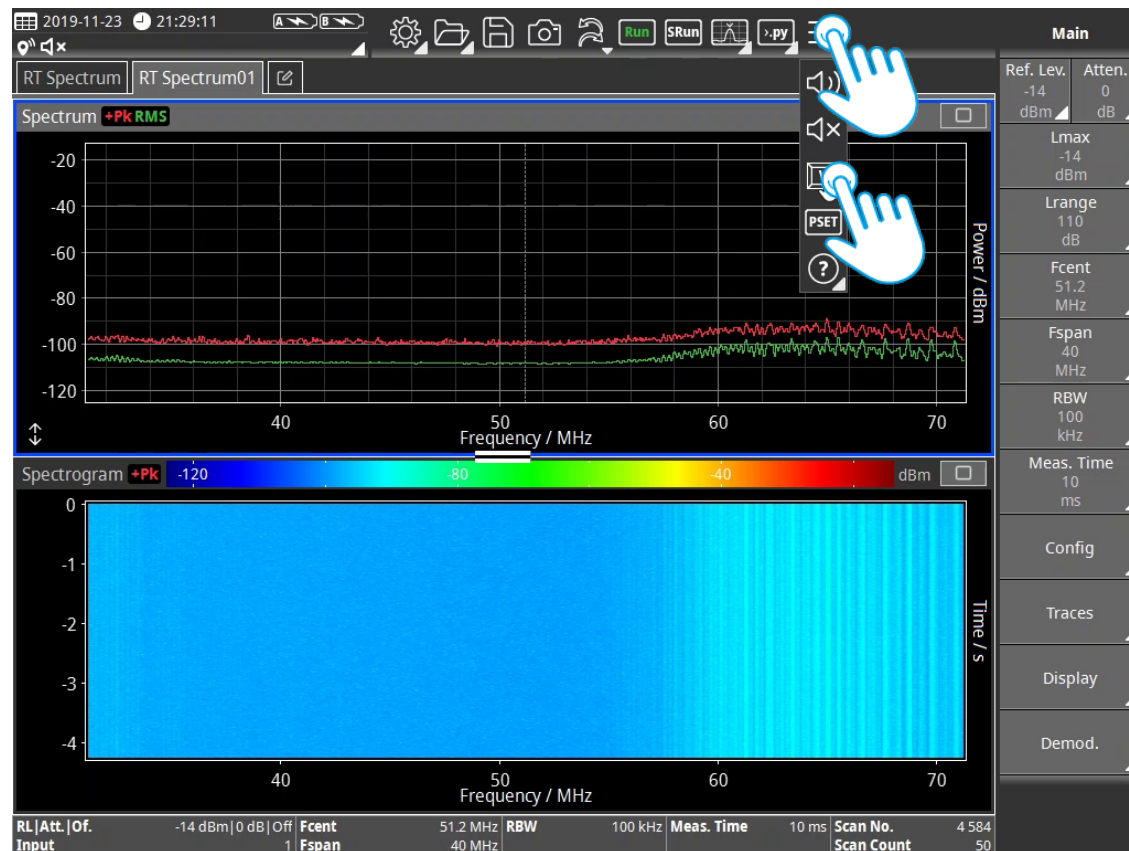 2019-11-23 21:29:11 A B
Run SRun >.py
Main
RT Spectrum RT Spectrum01
Ref. Lev. Atten.
-14 0
dBm dB
Spectrum +Pk RMS
Lmax
-14
dBm
-20
-40
-60
-80
-100
-120
Power / dBm
40 50 60 70
Frequency / MHz
PSET
?
Lrange
110
dB
Fcent
51.2
MHz
Fspan
40
MHz
RBW
100
kHz
Meas. Time
10
ms
Config
Traces
Display
Demod.
Spectrogram +Pk -120 -80 -40 dBm
0
-1
-2
-3
-4
Time / s
40 50 60 70
Frequency / MHz
RL|Att.|Of. -14 dBm|0 dB|Off Fcent 51.2 MHz RBW 100 kHz Meas. Time 10 ms Scan No. 4 584
Input 1 Fspan 40 MHz Scan Count 50